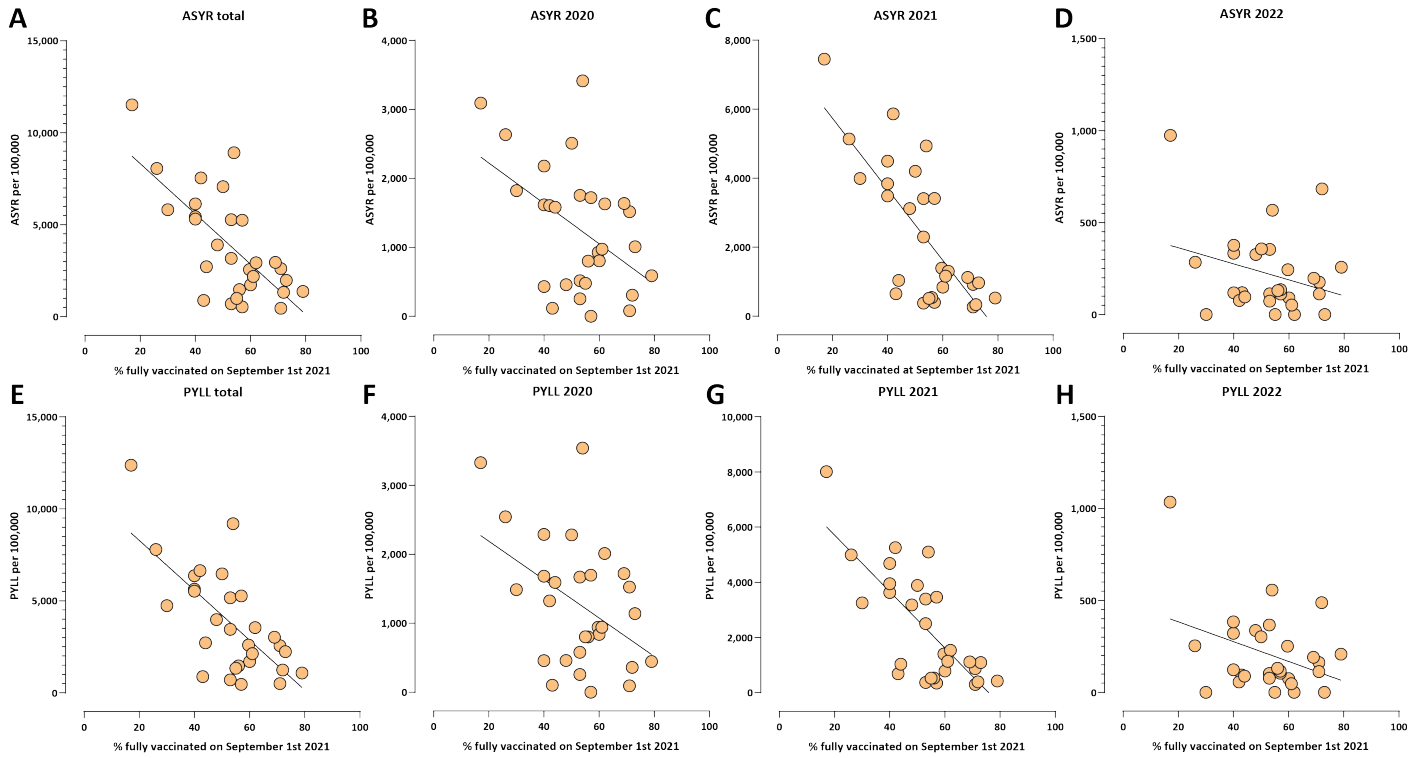 A ASYR total
15,000
10,000
5,000
0
ASYR per 100,000
0 20 40 60 80 100
% fully vaccinated on September 1st 2021
B ASYR 2020
4,000
3,000
2,000
1,000
0
ASYR per 100,000
0 20 40 60 80 100
% fully vaccinated on September 1st 2021
C ASYR 2021
8,000
6,000
4,000
2,000
0
ASYR per 100,000
0 20 40 60 80 100
% fully vaccinated at September 1st 2021
D ASYR 2022
1,500
1,000
500
0
ASYR per 100,000
0 20 40 60 80 100
% fully vaccinated on September 1st 2021
E PYLL total
15,000
10,000
5,000
0
PYLL per 100,000
0 20 40 60 80 100
% fully vaccinated on September 1st 2021
F PYLL 2020
4,000
3,000
2,000
1,000
0
PYLL per 100,000
0 20 40 60 80 100
% fully vaccinated on September 1st 2021
G PYLL 2021
10,000
8,000
6,000
4,000
2,000
0
PYLL per 100,000
0 20 40 60 80 100
% fully vaccinated on September 1st 2021
H PYLL 2022
1,500
1,000
500
0
PYLL per 100,000
0 20 40 60 80 100
% fully vaccinated on September 1st 2021